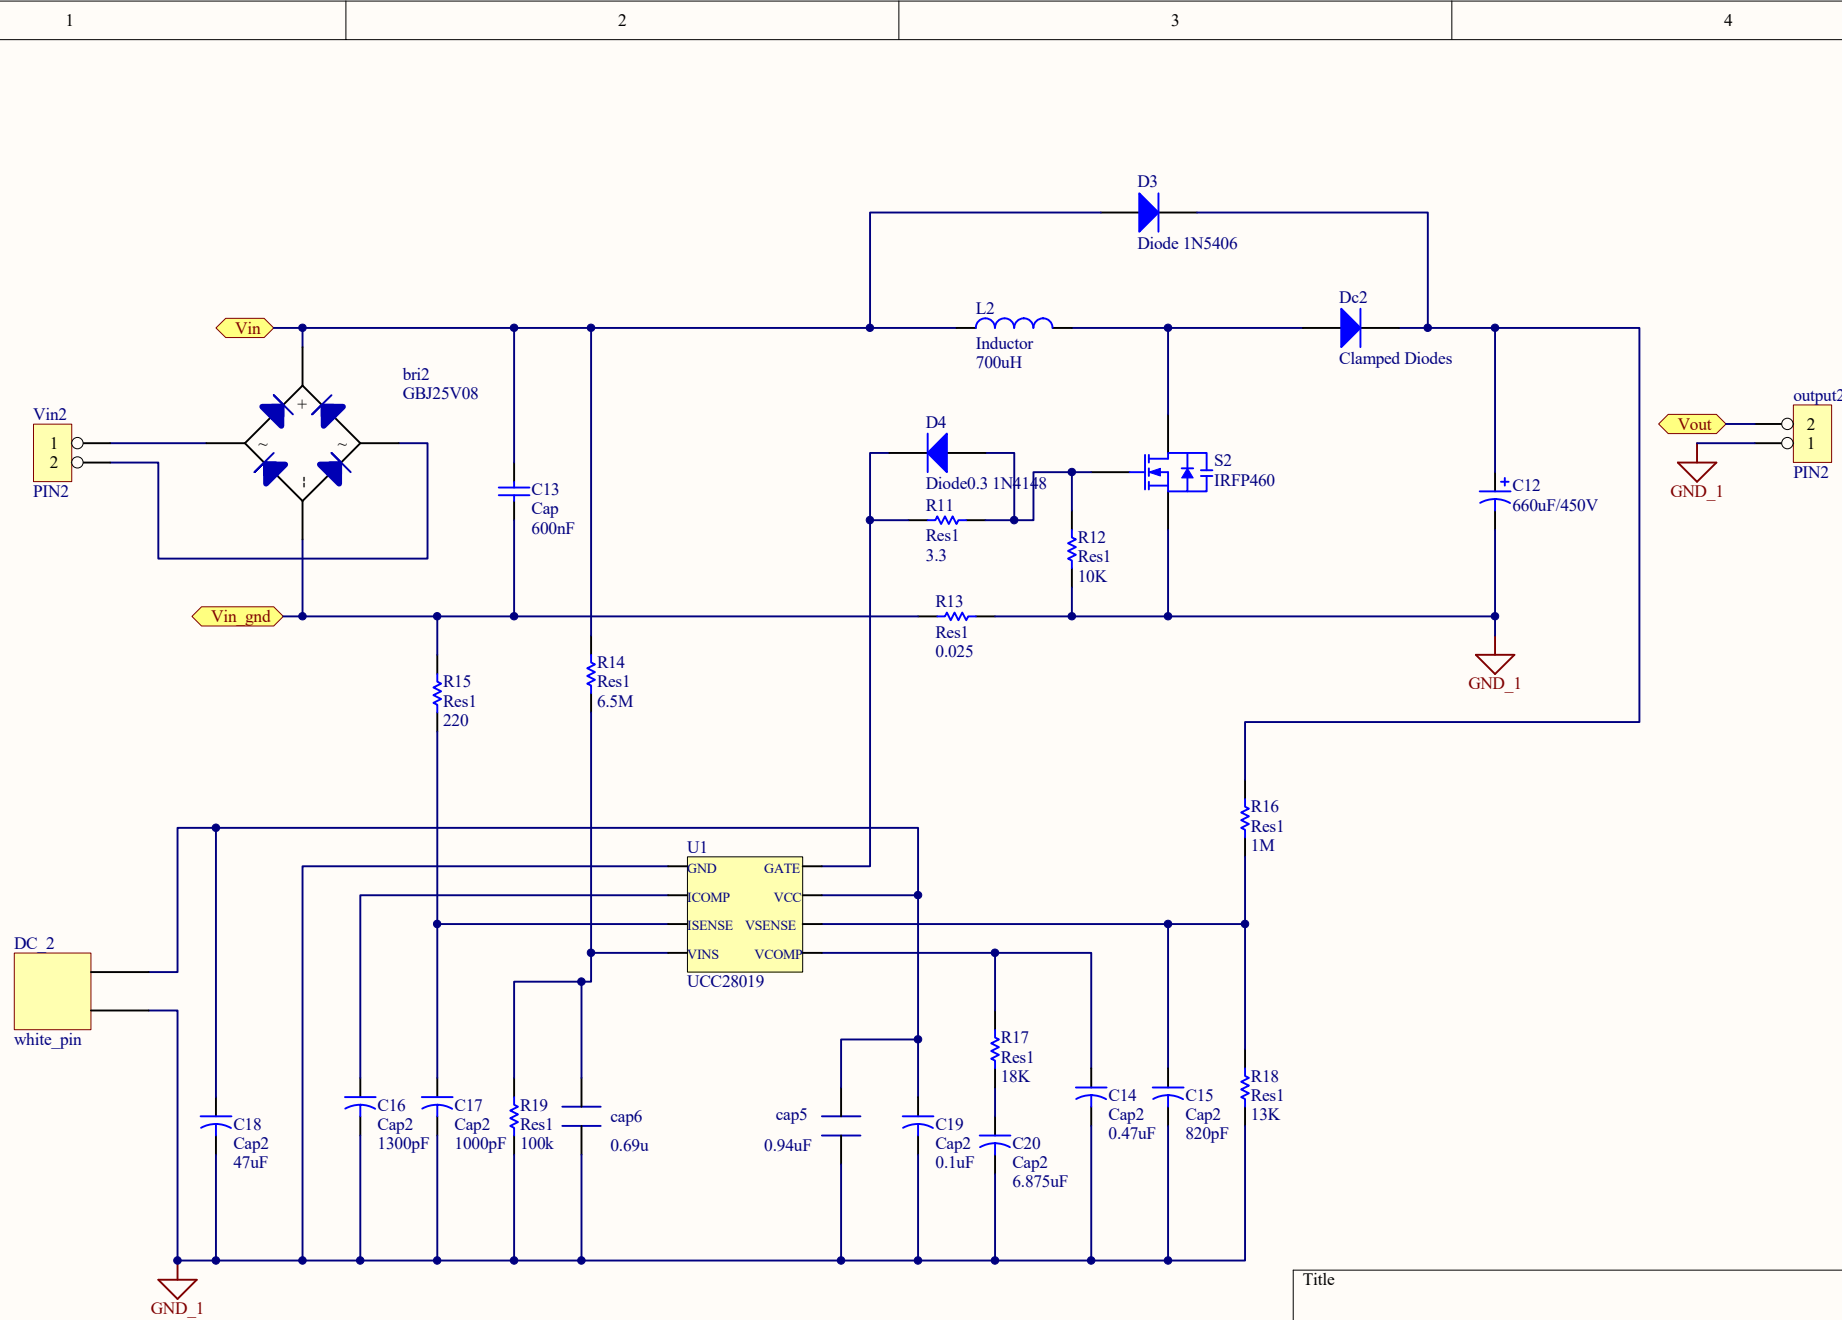 1
2
3
4
D3
Diode 1N5406
Vin
L2
Inductor
700uH
Dc2
Clamped Diodes
bri2
GBJ25V08
+
~
~
Vin2
1
2
PIN2
C13
Cap
600nF
D4
Diode0.3 1N4148
R11
Res1
3.3
S2
IRFP460
R12
Res1
10K
+
C12
660uF/450V
output2
Vout
2
1
PIN2
GND_1
Vin_gnd
R13
Res1
0.025
GND_1
R15
Res1
220
R14
Res1
6.5M
R16
Res1
1M
U1
GND
GATE
ICOMP
VCC
ISENSE
VSENSE
VINS
VCOMP
UCC28019
DC_2
white_pin
C18
Cap2
47uF
C16
Cap2
1300pF
C17
Cap2
1000pF
R19
Res1
100k
cap6
0.69u
cap5
0.94uF
C19
Cap2
0.1uF
R17
Res1
18K
C20
Cap2
6.875uF
C14
Cap2
0.47uF
C15
Cap2
820pF
R18
Res1
13K
GND_1
Title